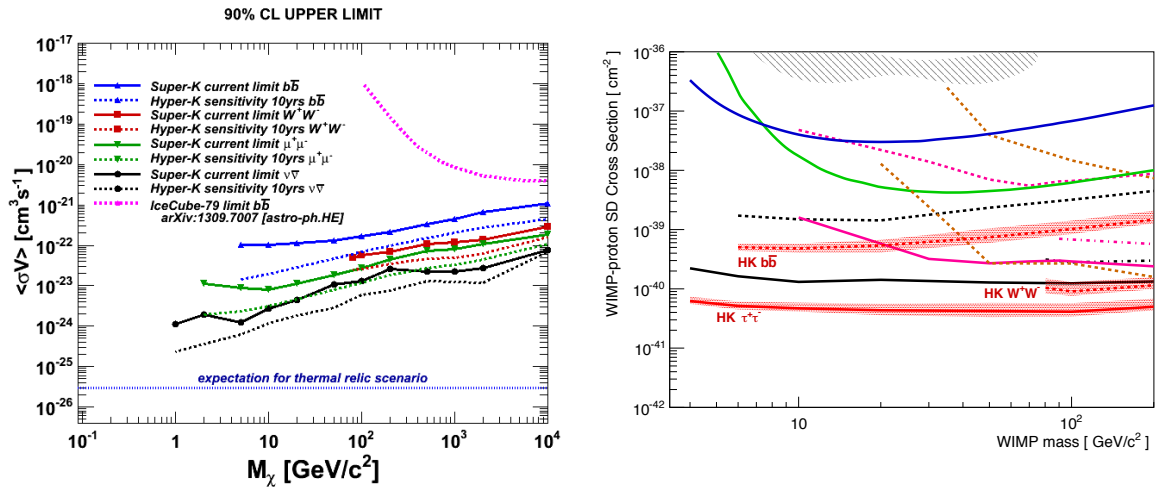 90% CL UPPER LIMIT
<σV> [cm³s⁻¹]
10⁻¹⁷
10⁻¹⁸
10⁻¹⁹
10⁻²⁰
10⁻²¹
10⁻²²
10⁻²³
10⁻²⁴
10⁻²⁵
10⁻²⁶
Super-K current limit bb̅
Hyper-K sensitivity 10yrs bb̅
Super-K current limit W⁺W⁻
Hyper-K sensitivity 10yrs W⁺W⁻
Super-K current limit μ⁺μ⁻
Hyper-K sensitivity 10yrs μ⁺μ⁻
Super-K current limit νν̅
Hyper-K sensitivity 10yrs νν̅
IceCube-79 limit bb̅
arXiv:1309.7007 [astro-ph.HE]
expectation for thermal relic scenario
10⁻¹ 1 10 10² 10³ 10⁴
Mχ [GeV/c²]
WIMP-proton SD Cross Section [ cm⁻²]
10⁻³⁶
10⁻³⁷
10⁻³⁸
10⁻³⁹
10⁻⁴⁰
10⁻⁴¹
10⁻⁴²
HK bb̅
HK W⁺W⁻
HK τ⁺τ⁻
10 10²
WIMP mass [ GeV/c²]